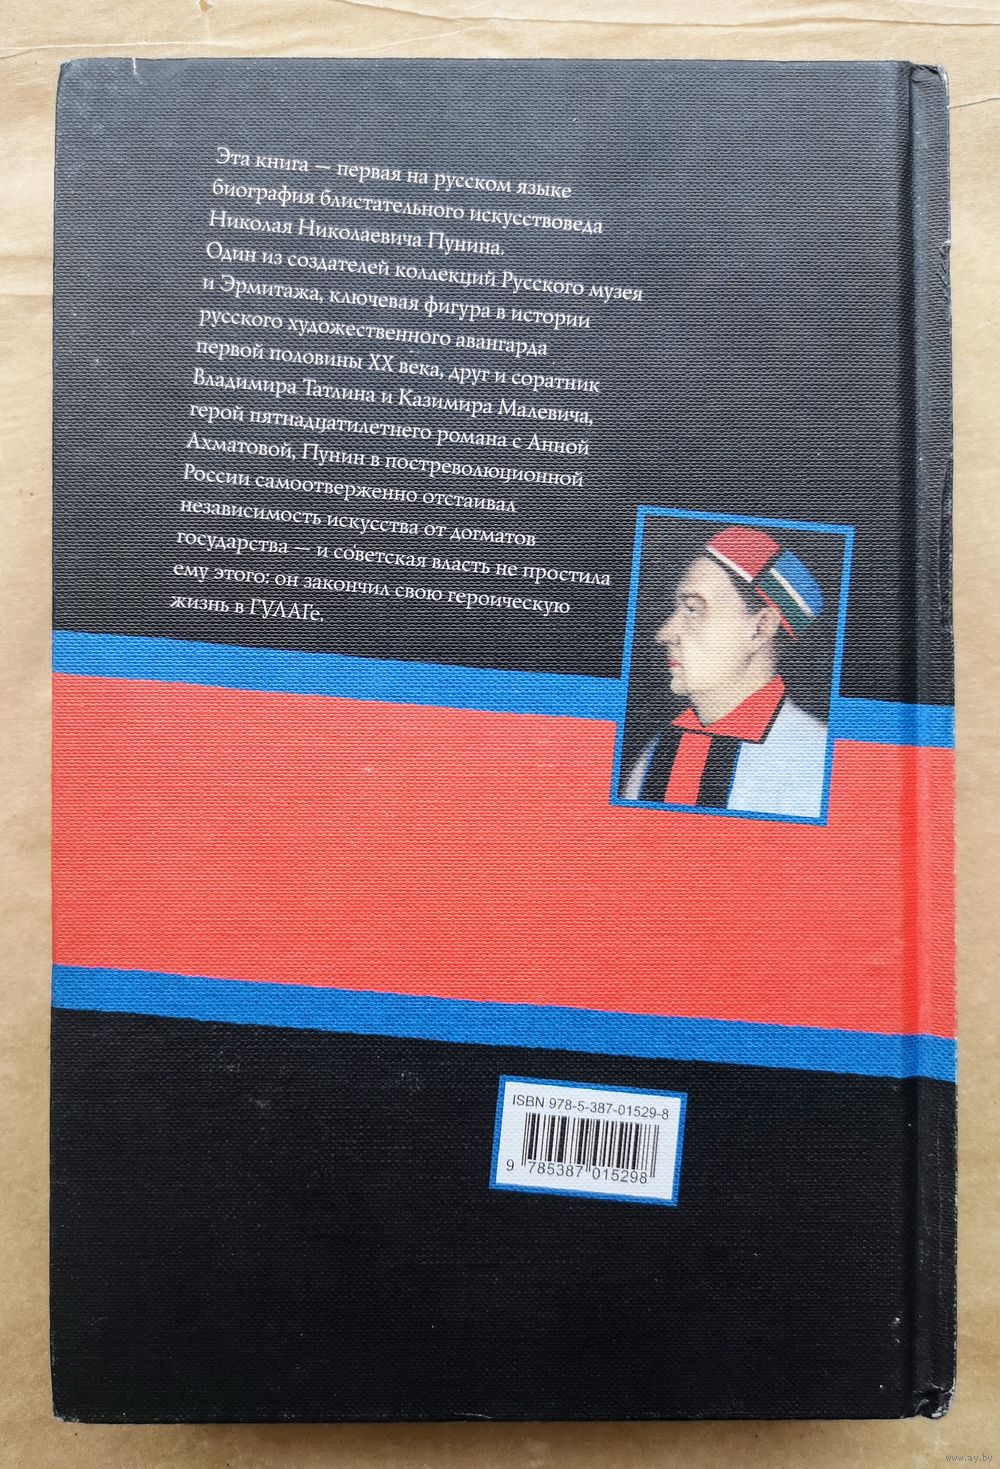 Эта книга — первая на русском языке
биография блистательного искусствоведа
Николая Николаевича Пунина.
Один из создателей коллекций Русского музея
и Эрмитажа, ключевая фигура в истории
русского художественного авангарда
первой половины XX века, друг и соратник
Владимира Татлина и Казимира Малевича,
герой пятнадцатилетнего романа с Анной
Ахматовой, Пунин в постреволюционной
России самоотверженно отстаивал
независимость искусства от догматов
государства — и советская власть не простила
ему этого: он закончил свою героическую
жизнь в ГУЛАГе.
ISBN 978-5-387-01529-8
9 785387 015298
www.ay.by